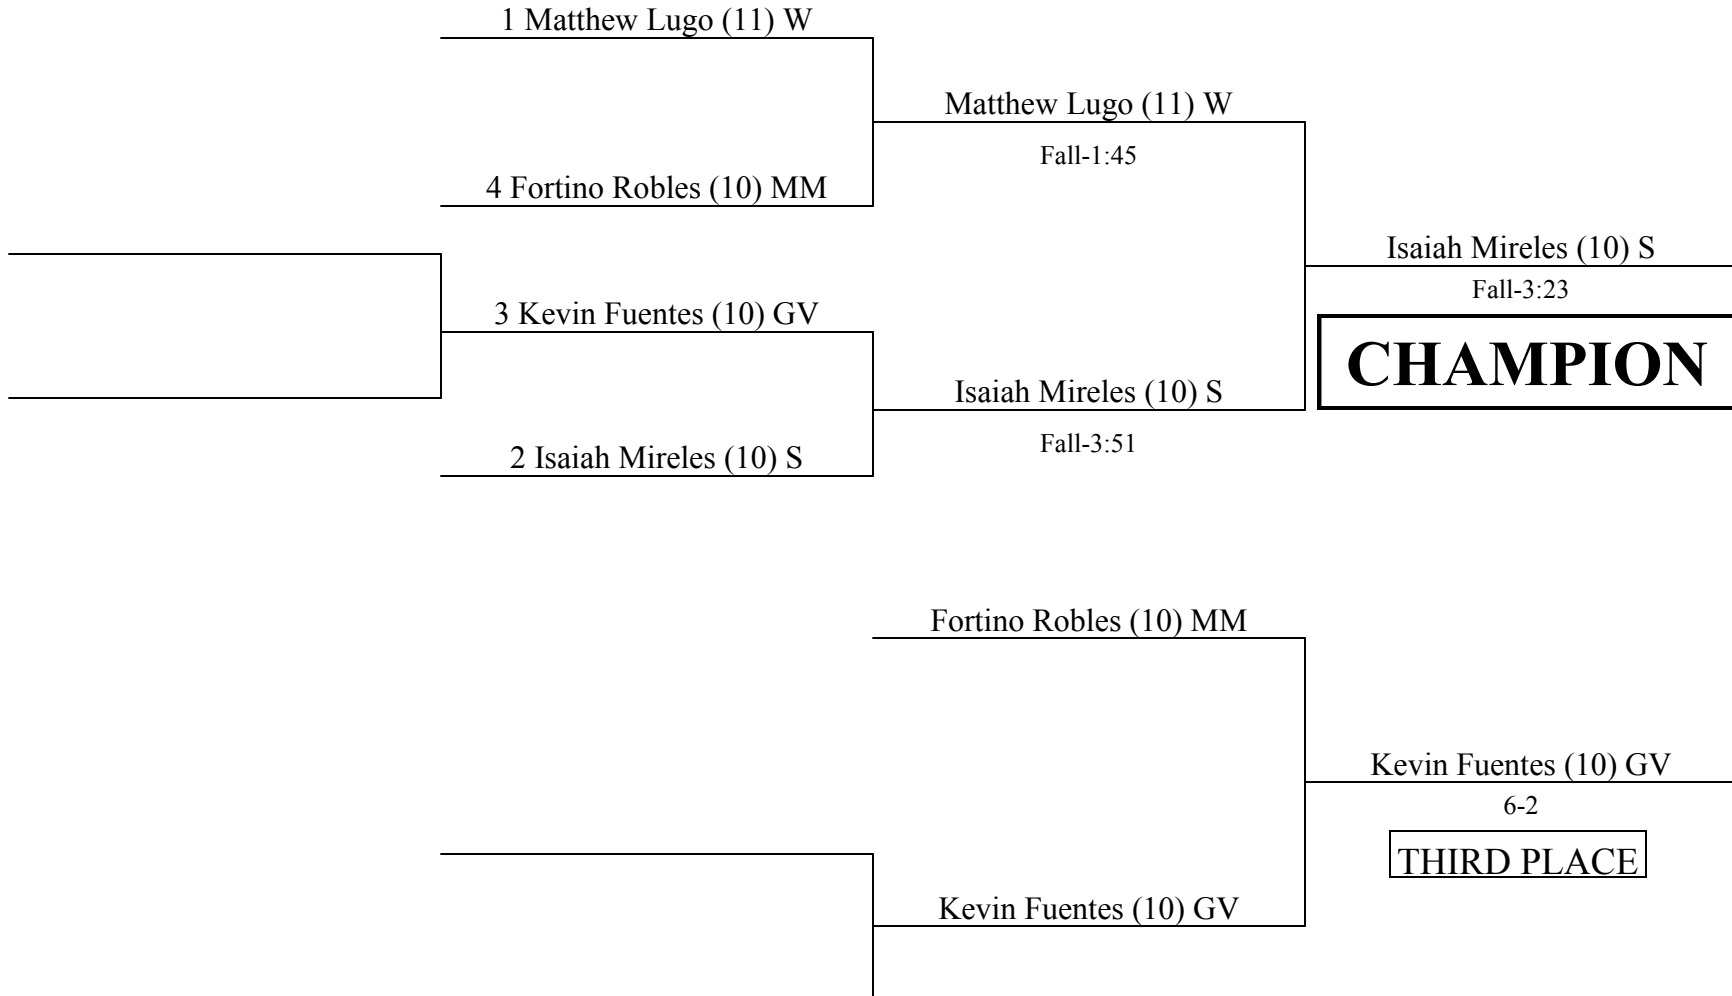 1 Matthew Lugo (11) W
Matthew Lugo (11) W
Fall-1:45
4 Fortino Robles (10) MM
Isaiah Mireles (10) S
Fall-3:23
3 Kevin Fuentes (10) GV
CHAMPION
Isaiah Mireles (10) S
Fall-3:51
2 Isaiah Mireles (10) S
Fortino Robles (10) MM
Kevin Fuentes (10) GV
6-2
THIRD PLACE
Kevin Fuentes (10) GV